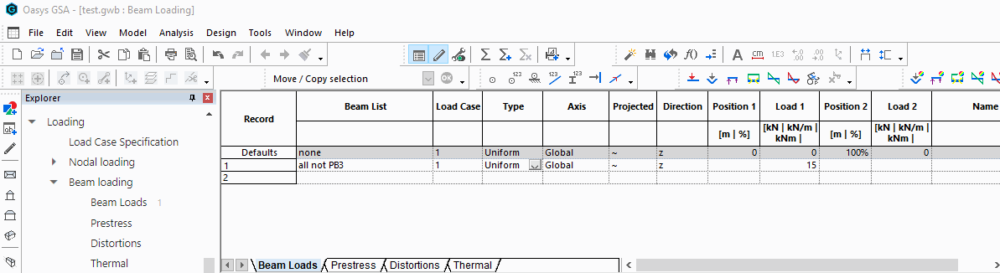 Oasys GSA - [test.gwb : Beam Loading]
File Edit View Model Analysis Design Tools Window Help
Move / Copy selection OK
Explorer
Loading
Load Case Specification
Nodal loading
Beam loading
Beam Loads 1
Prestress
Distortions
Thermal
Record Beam List Load Case Type Axis Projected Direction Position 1 Load 1 Position 2 Load 2 Name
[m | %] [kN | kN/m | kNm | [m | %] [kN | kN/m | kNm |
Defaults none 1 Uniform Global ~ z 0 0 100% 0
1 all not PB3 1 Uniform Global ~ z 15
2
Beam Loads Prestress Distortions Thermal